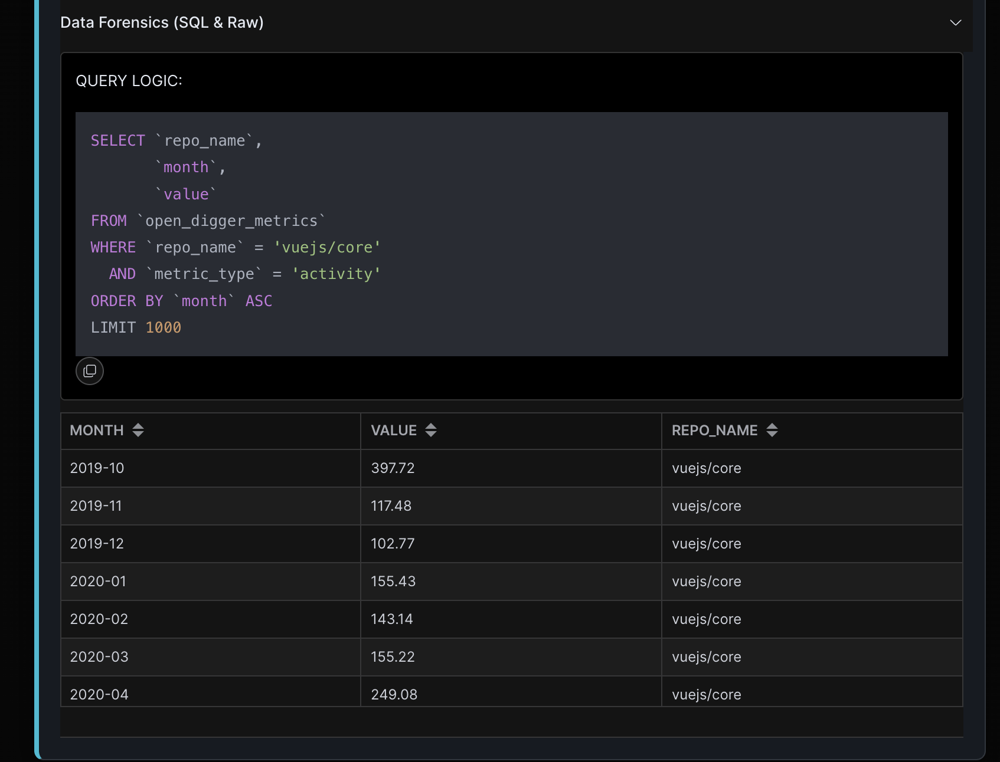 Data Forensics (SQL & Raw)
QUERY LOGIC:
SELECT `repo_name`,
       `month`,
       `value`
FROM `open_digger_metrics`
WHERE `repo_name` = 'vuejs/core'
  AND `metric_type` = 'activity'
ORDER BY `month` ASC
LIMIT 1000
MONTH VALUE REPO_NAME
2019-10 397.72 vuejs/core
2019-11 117.48 vuejs/core
2019-12 102.77 vuejs/core
2020-01 155.43 vuejs/core
2020-02 143.14 vuejs/core
2020-03 155.22 vuejs/core
2020-04 249.08 vuejs/core